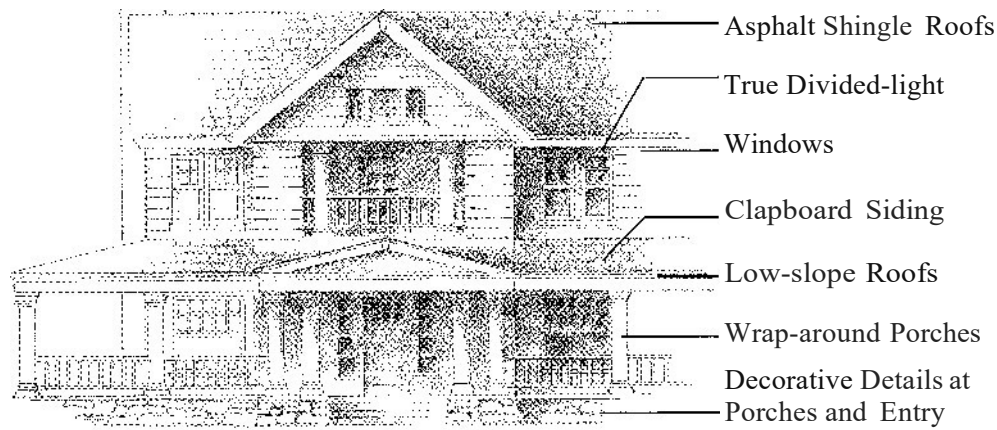 Asphalt Shingle Roofs
True Divided-light
Windows
Clapboard Siding
Low-slope Roofs
Wrap-around Porches
Decorative Details at
Porches and Entry